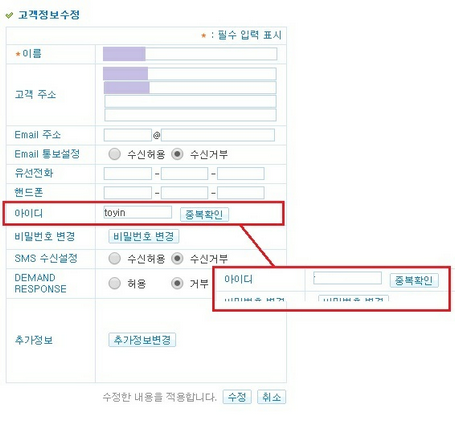 고객정보수정
* : 필수 입력 표시
*이름
고객 주소
Email 주소 @
Email 통보설정 수신허용 수신거부
유선전화 - -
핸드폰 - -
아이디 toyin 중복확인
비밀번호 변경 비밀번호 변경
SMS 수신설정 수신허용 수신거부
DEMAND
RESPONSE 허용 거부
아이디 중복확인
비밀번호 변경 비밀번호 변경
추가정보 추가정보변경
수정한 내용을 적용합니다. 수정 취소